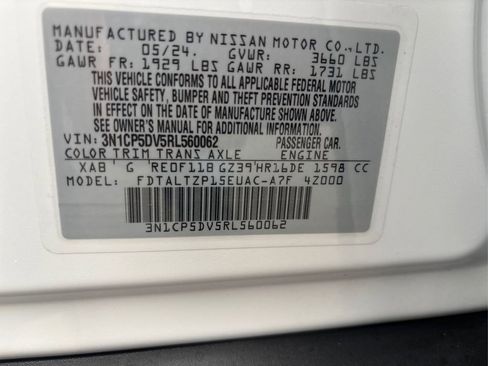 MANUFACTURED BY NISSAN MOTOR CO., LTD.
DATE: 05/24. GVWR: 3660 LBS
GAWR FR: 1929 LBS GAWR RR: 1731 LBS
THIS VEHICLE CONFORMS TO ALL APPLICABLE FEDERAL MOTOR
VEHICLE SAFETY, BUMPER AND THEFT PREVENTION STANDARDS
IN EFFECT ON THE DATE OF MANUFACTURE SHOWN ABOVE.
SEE OWNER'S MANUAL FOR ADDITIONAL INFORMATION.
VIN: 3N1CP5DV5RL560062 PASSENGER CAR.
COLOR TRIM TRANS AXLE ENGINE
XAB G RE0F11B GZ39 HR16DE 1598 CC
MODEL: FDTALTZP15EUAC-A7F 4Z000
3N1CP5DV5RL560062